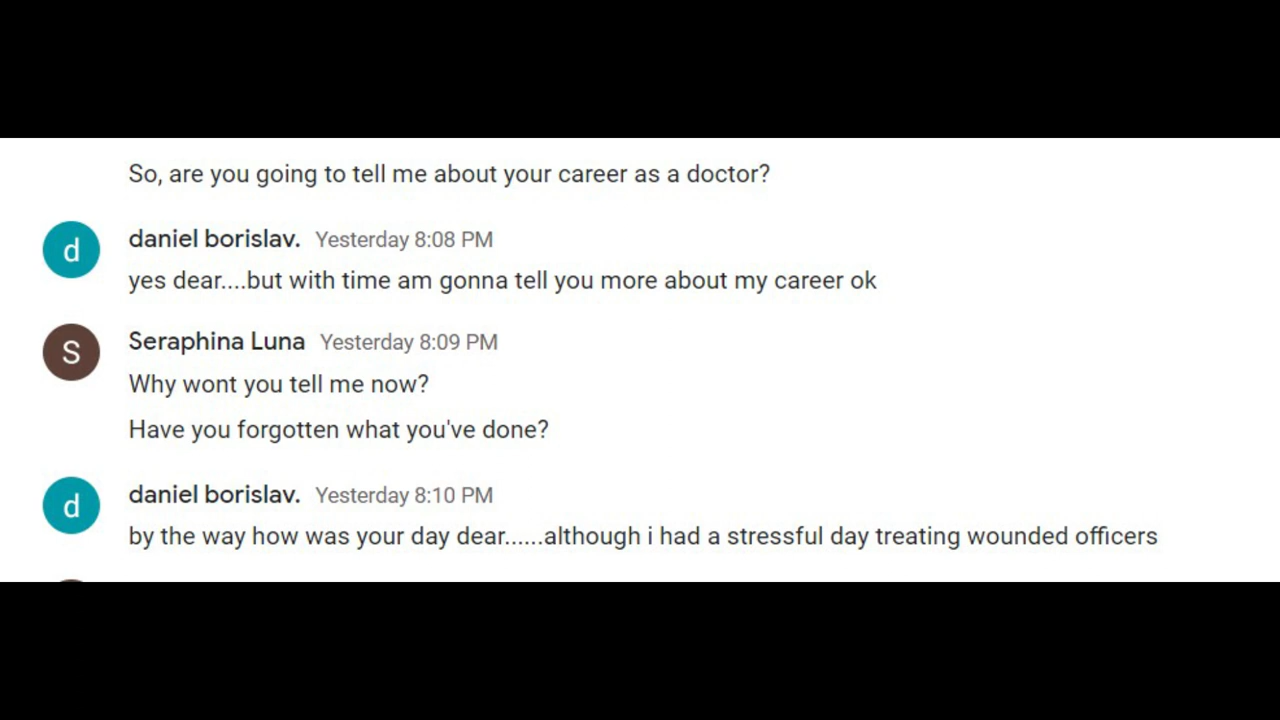 So, are you going to tell me about your career as a doctor?
d
daniel borislav. Yesterday 8:08 PM
yes dear....but with time am gonna tell you more about my career ok
S
Seraphina Luna Yesterday 8:09 PM
Why wont you tell me now?
Have you forgotten what you've done?
d
daniel borislav. Yesterday 8:10 PM
by the way how was your day dear......although i had a stressful day treating wounded officers